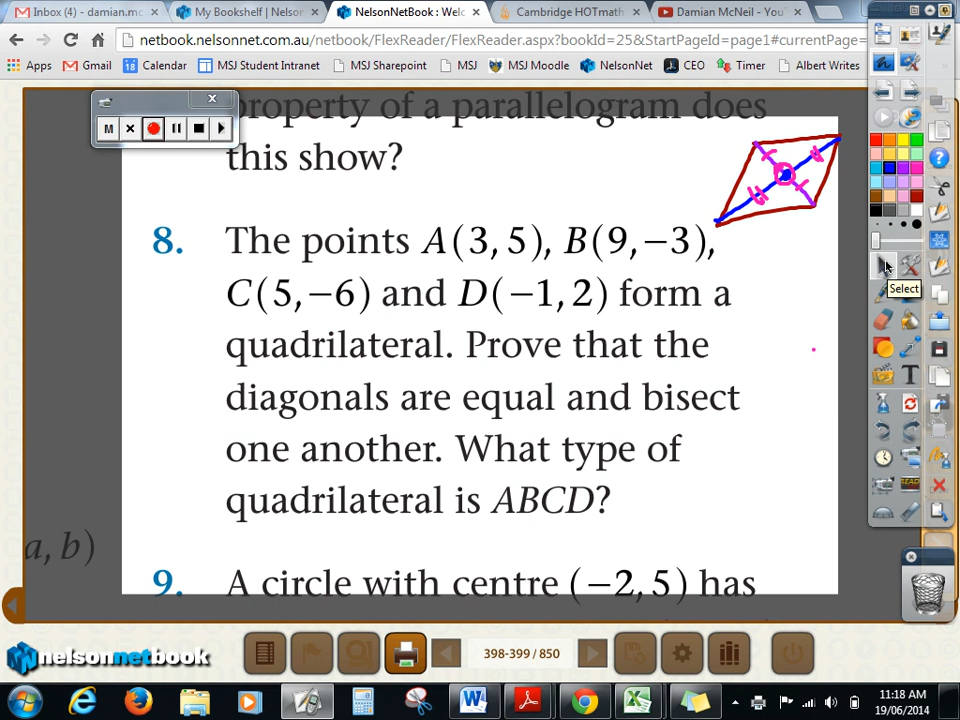 Inbox (4) - damian.mc
My Bookshelf | Nelson
NelsonNetBook : Welc
Cambridge HOTmath
Damian McNeil - You
netbook.nelsonnet.com.au/netbook/FlexReader/FlexReader.aspx?bookId=25&StartPageId=page1#currentPage=
Apps Gmail Calendar MSJ Student Intranet MSJ Sharepoint MSJ MSJ Moodle NelsonNet CEO Timer Albert Writes
M
property of a parallelogram does
this show?
8. The points A(3, 5), B(9, −3),
C(5, −6) and D(−1, 2) form a
quadrilateral. Prove that the
diagonals are equal and bisect
one another. What type of
quadrilateral is ABCD?
a, b)
9. A circle with centre (−2, 5) has
Select
nelsonnetbook
398-399 / 850
11:18 AM
19/06/2014